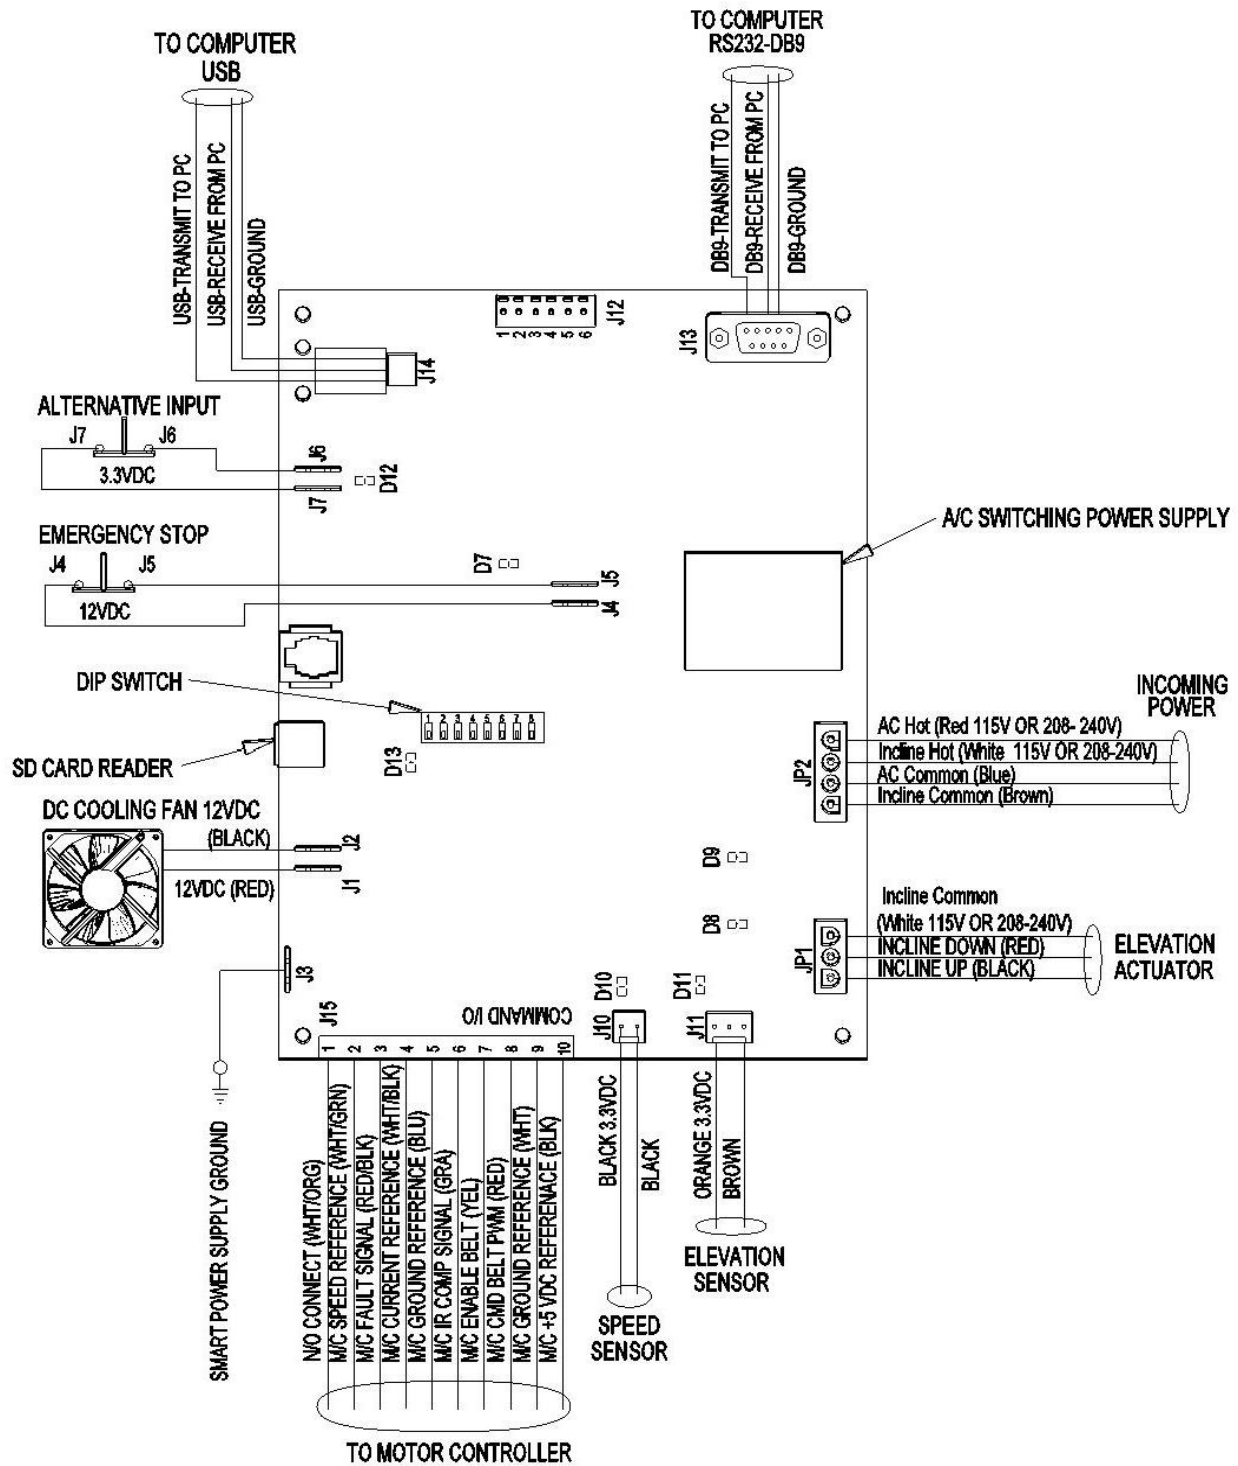 TO COMPUTER
USB
TO COMPUTER
RS232-DB9
USB-TRANSMIT TO PC
USB-RECEIVE FROM PC
USB-GROUND
DB9-TRANSMIT TO PC
DB9-RECEIVE FROM PC
DB9-GROUND
J12
1 2 3 4 5 6
J13
J14
ALTERNATIVE INPUT
J7 J6
3.3VDC
J6
J7
D12
EMERGENCY STOP
J4 J5
12VDC
D7
J5
J4
A/C SWITCHING POWER SUPPLY
DIP SWITCH
1 2 3 4 5 6 7 8
D13
SD CARD READER
INCOMING
POWER
AC Hot (Red 115V OR 208- 240V)
Incline Hot (White 115V OR 208-240V)
AC Common (Blue)
Incline Common (Brown)
JP2
DC COOLING FAN 12VDC
(BLACK)
12VDC (RED)
J2
J1
D9
D8
Incline Common
(White 115V OR 208-240V)
INCLINE DOWN (RED)
INCLINE UP (BLACK)
JP1
ELEVATION
ACTUATOR
J3
D10
D11
J15
COMMAND I/O
J10
J11
1 2 3 4 5 6 7 8 9 10
SMART POWER SUPPLY GROUND
N/O CONNECT (WHT/ORG)
M/C SPEED REFERENCE (WHT/GRN)
M/C FAULT SIGNAL (RED/BLK)
M/C CURRENT REFERENCE (WHT/BLK)
M/C GROUND REFERENCE (BLU)
M/C IR COMP SIGNAL (GRA)
M/C ENABLE BELT (YEL)
M/C CMD BELT PWM (RED)
M/C GROUND REFERENCE (WHT)
M/C +5 VDC REFERENACE (BLK)
BLACK 3.3VDC
BLACK
ORANGE 3.3VDC
BROWN
ELEVATION
SENSOR
SPEED
SENSOR
TO MOTOR CONTROLLER